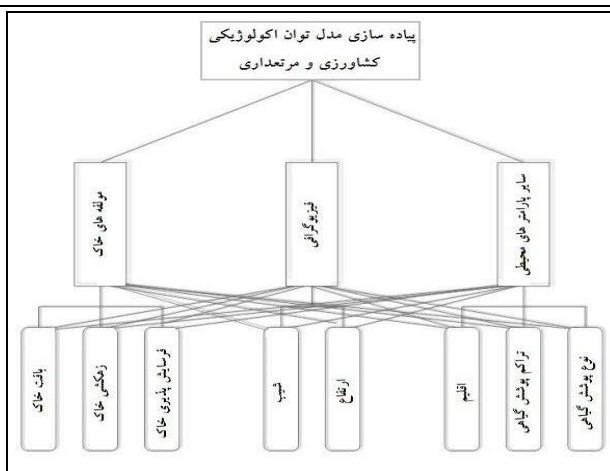 پیاده سازی مدل توان اکولوژیکی
کشاورزی و مرتعداری
سایر پارامتر های محیطی
فیزیوگرافی
مولفه های خاک
نوع پوشش گیاهی
تراکم پوشش گیاهی
اقلیم
ارتفاع
شیب
فرسایش پذیری خاک
زهکشی خاک
بافت خاک